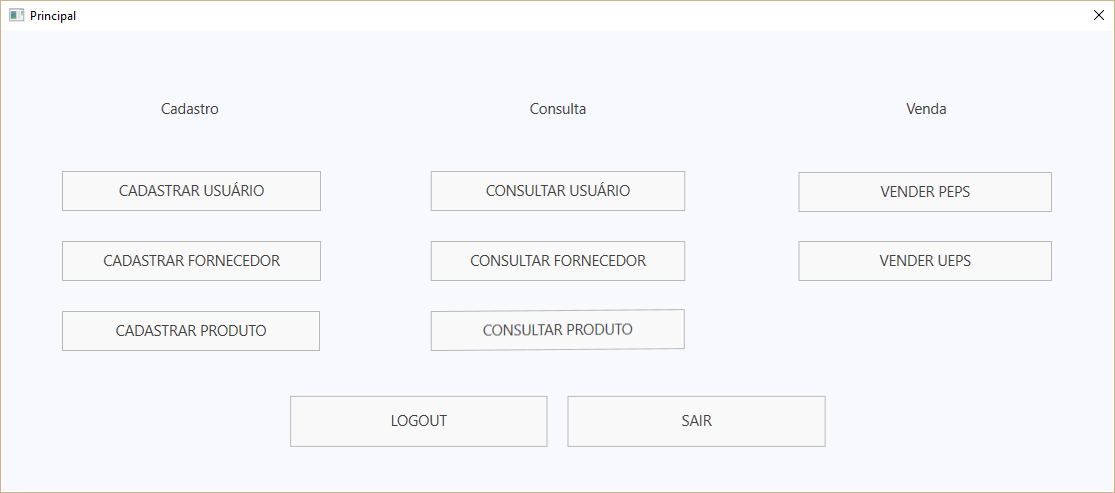 Principal
Cadastro
Consulta
Venda
CADASTRAR USUÁRIO
CONSULTAR USUÁRIO
VENDER PEPS
CADASTRAR FORNECEDOR
CONSULTAR FORNECEDOR
VENDER UEPS
CADASTRAR PRODUTO
CONSULTAR PRODUTO
LOGOUT
SAIR